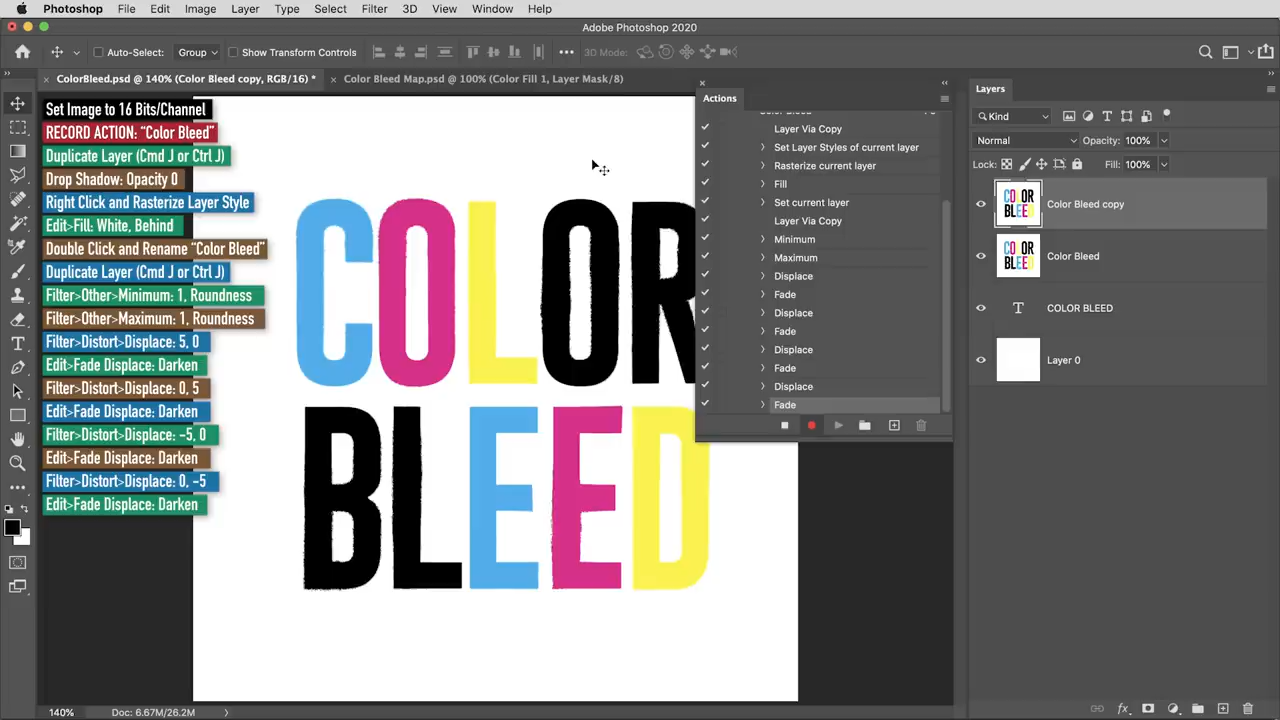 Photoshop File Edit Image Layer Type Select Filter 3D View Window Help
Adobe Photoshop 2020
Auto-Select: Group Show Transform Controls 3D Mode:
ColorBleed.psd @ 140% (Color Bleed copy, RGB/16) * Color Bleed Map.psd @ 100% (Color Fill 1, Layer Mask/8)
Set Image to 16 Bits/Channel
RECORD ACTION: “Color Bleed”
Duplicate Layer (Cmd J or Ctrl J)
Drop Shadow: Opacity 0
Right Click and Rasterize Layer Style
Edit>Fill: White, Behind
Double Click and Rename “Color Bleed”
Duplicate Layer (Cmd J or Ctrl J)
Filter>Other>Minimum: 1, Roundness
Filter>Other>Maximum: 1, Roundness
Filter>Distort>Displace: 5, 0
Edit>Fade Displace: Darken
Filter>Distort>Displace: 0, 5
Edit>Fade Displace: Darken
Filter>Distort>Displace: –5, 0
Edit>Fade Displace: Darken
Filter>Distort>Displace: 0, –5
Edit>Fade Displace: Darken
COLOR
BLEED
Actions
Layer Via Copy
Set Layer Styles of current layer
Rasterize current layer
Fill
Set current layer
Layer Via Copy
Minimum
Maximum
Displace
Fade
Displace
Fade
Displace
Fade
Displace
Fade
Layers
Kind
Normal Opacity: 100%
Lock: Fill: 100%
COLOR
BLEED
Color Bleed copy
COLOR
BLEED
Color Bleed
T COLOR BLEED
Layer 0
140% Doc: 6.67M/26.2M
fx